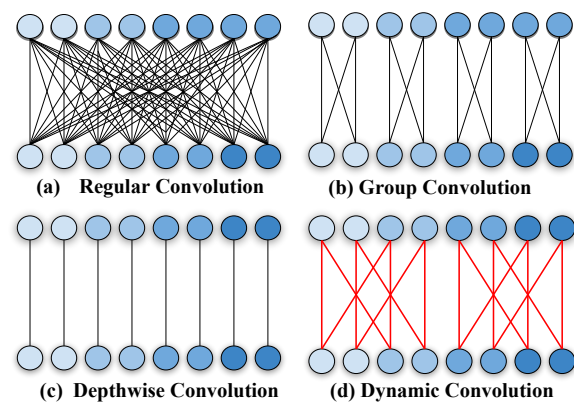 (a) Regular Convolution
(b) Group Convolution
(c) Depthwise Convolution
(d) Dynamic Convolution